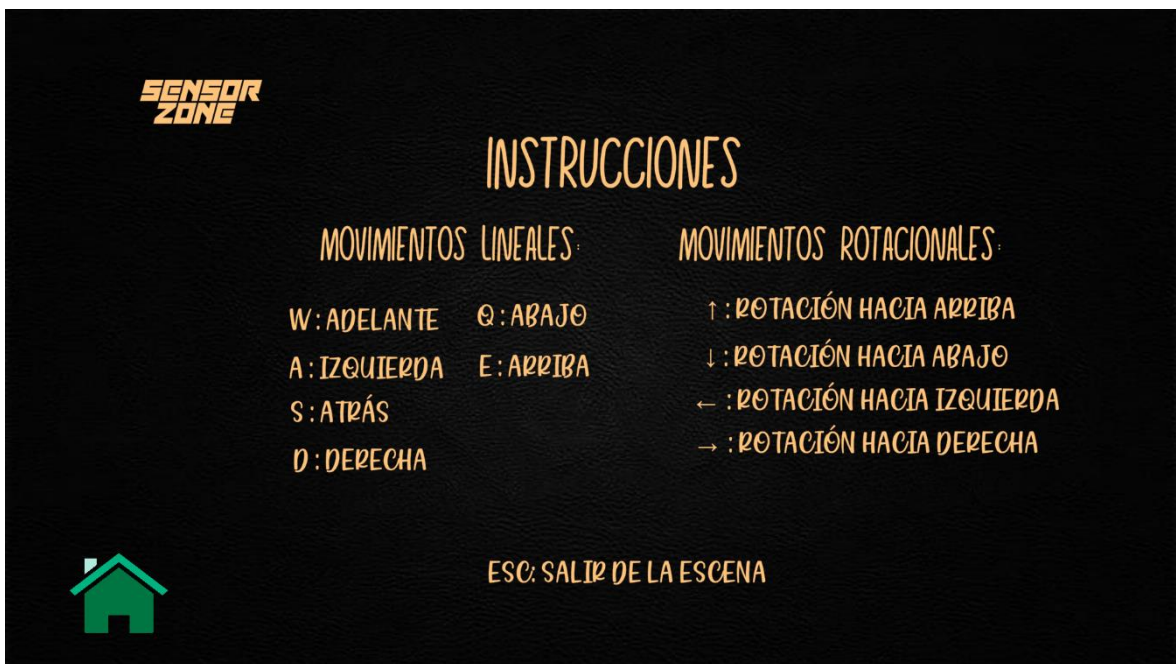 SENSOR
ZONE
INSTRUCCIONES
MOVIMIENTOS LINEALES:
W: ADELANTE
A: IZQUIERDA
S: ATRÁS
D: DERECHA
Q: ABAJO
E: ARRIBA
MOVIMIENTOS ROTACIONALES:
↑: ROTACIÓN HACIA ARRIBA
↓: ROTACIÓN HACIA ABAJO
←: ROTACIÓN HACIA IZQUIERDA
→: ROTACIÓN HACIA DERECHA
ESC: SALIR DE LA ESCENA